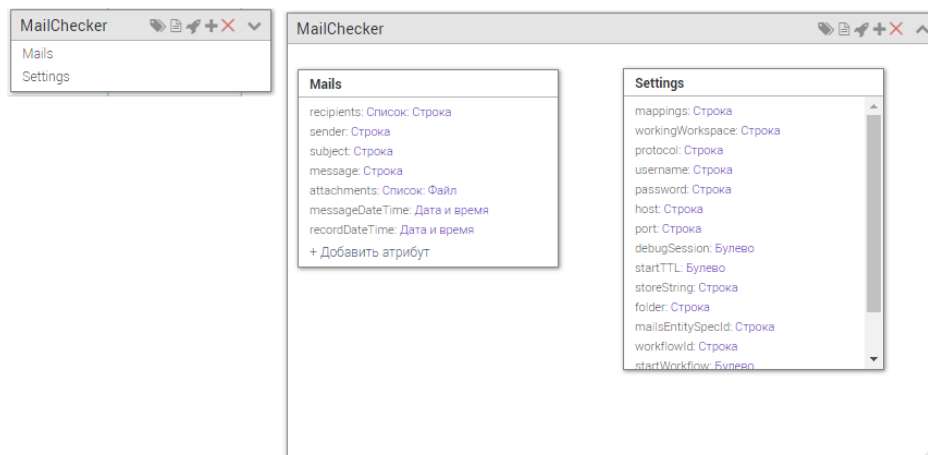 MailChecker
Mails
Settings
MailChecker
Mails
recipients: Список: Строка
sender: Строка
subject: Строка
message: Строка
attachments: Список: Файл
messageDateTime: Дата и время
recordDateTime: Дата и время
+ Добавить атрибут
Settings
mappings: Строка
workingWorkspace: Строка
protocol: Строка
username: Строка
password: Строка
host: Строка
port: Строка
debugSession: Булево
startTTL: Булево
storeString: Строка
folder: Строка
mailsEntitySpecId: Строка
workflowId: Строка
startWorkflow: Булево